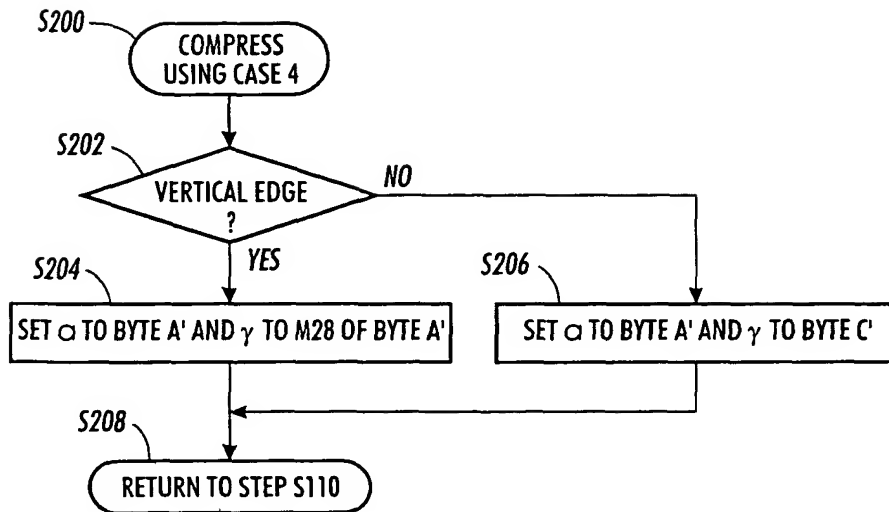 S200
COMPRESS
USING CASE 4
S202
VERTICAL EDGE
?
NO
YES
S204
SET α TO BYTE A' AND γ TO M28 OF BYTE A'
S206
SET α TO BYTE A' AND γ TO BYTE C'
S208
RETURN TO STEP S110